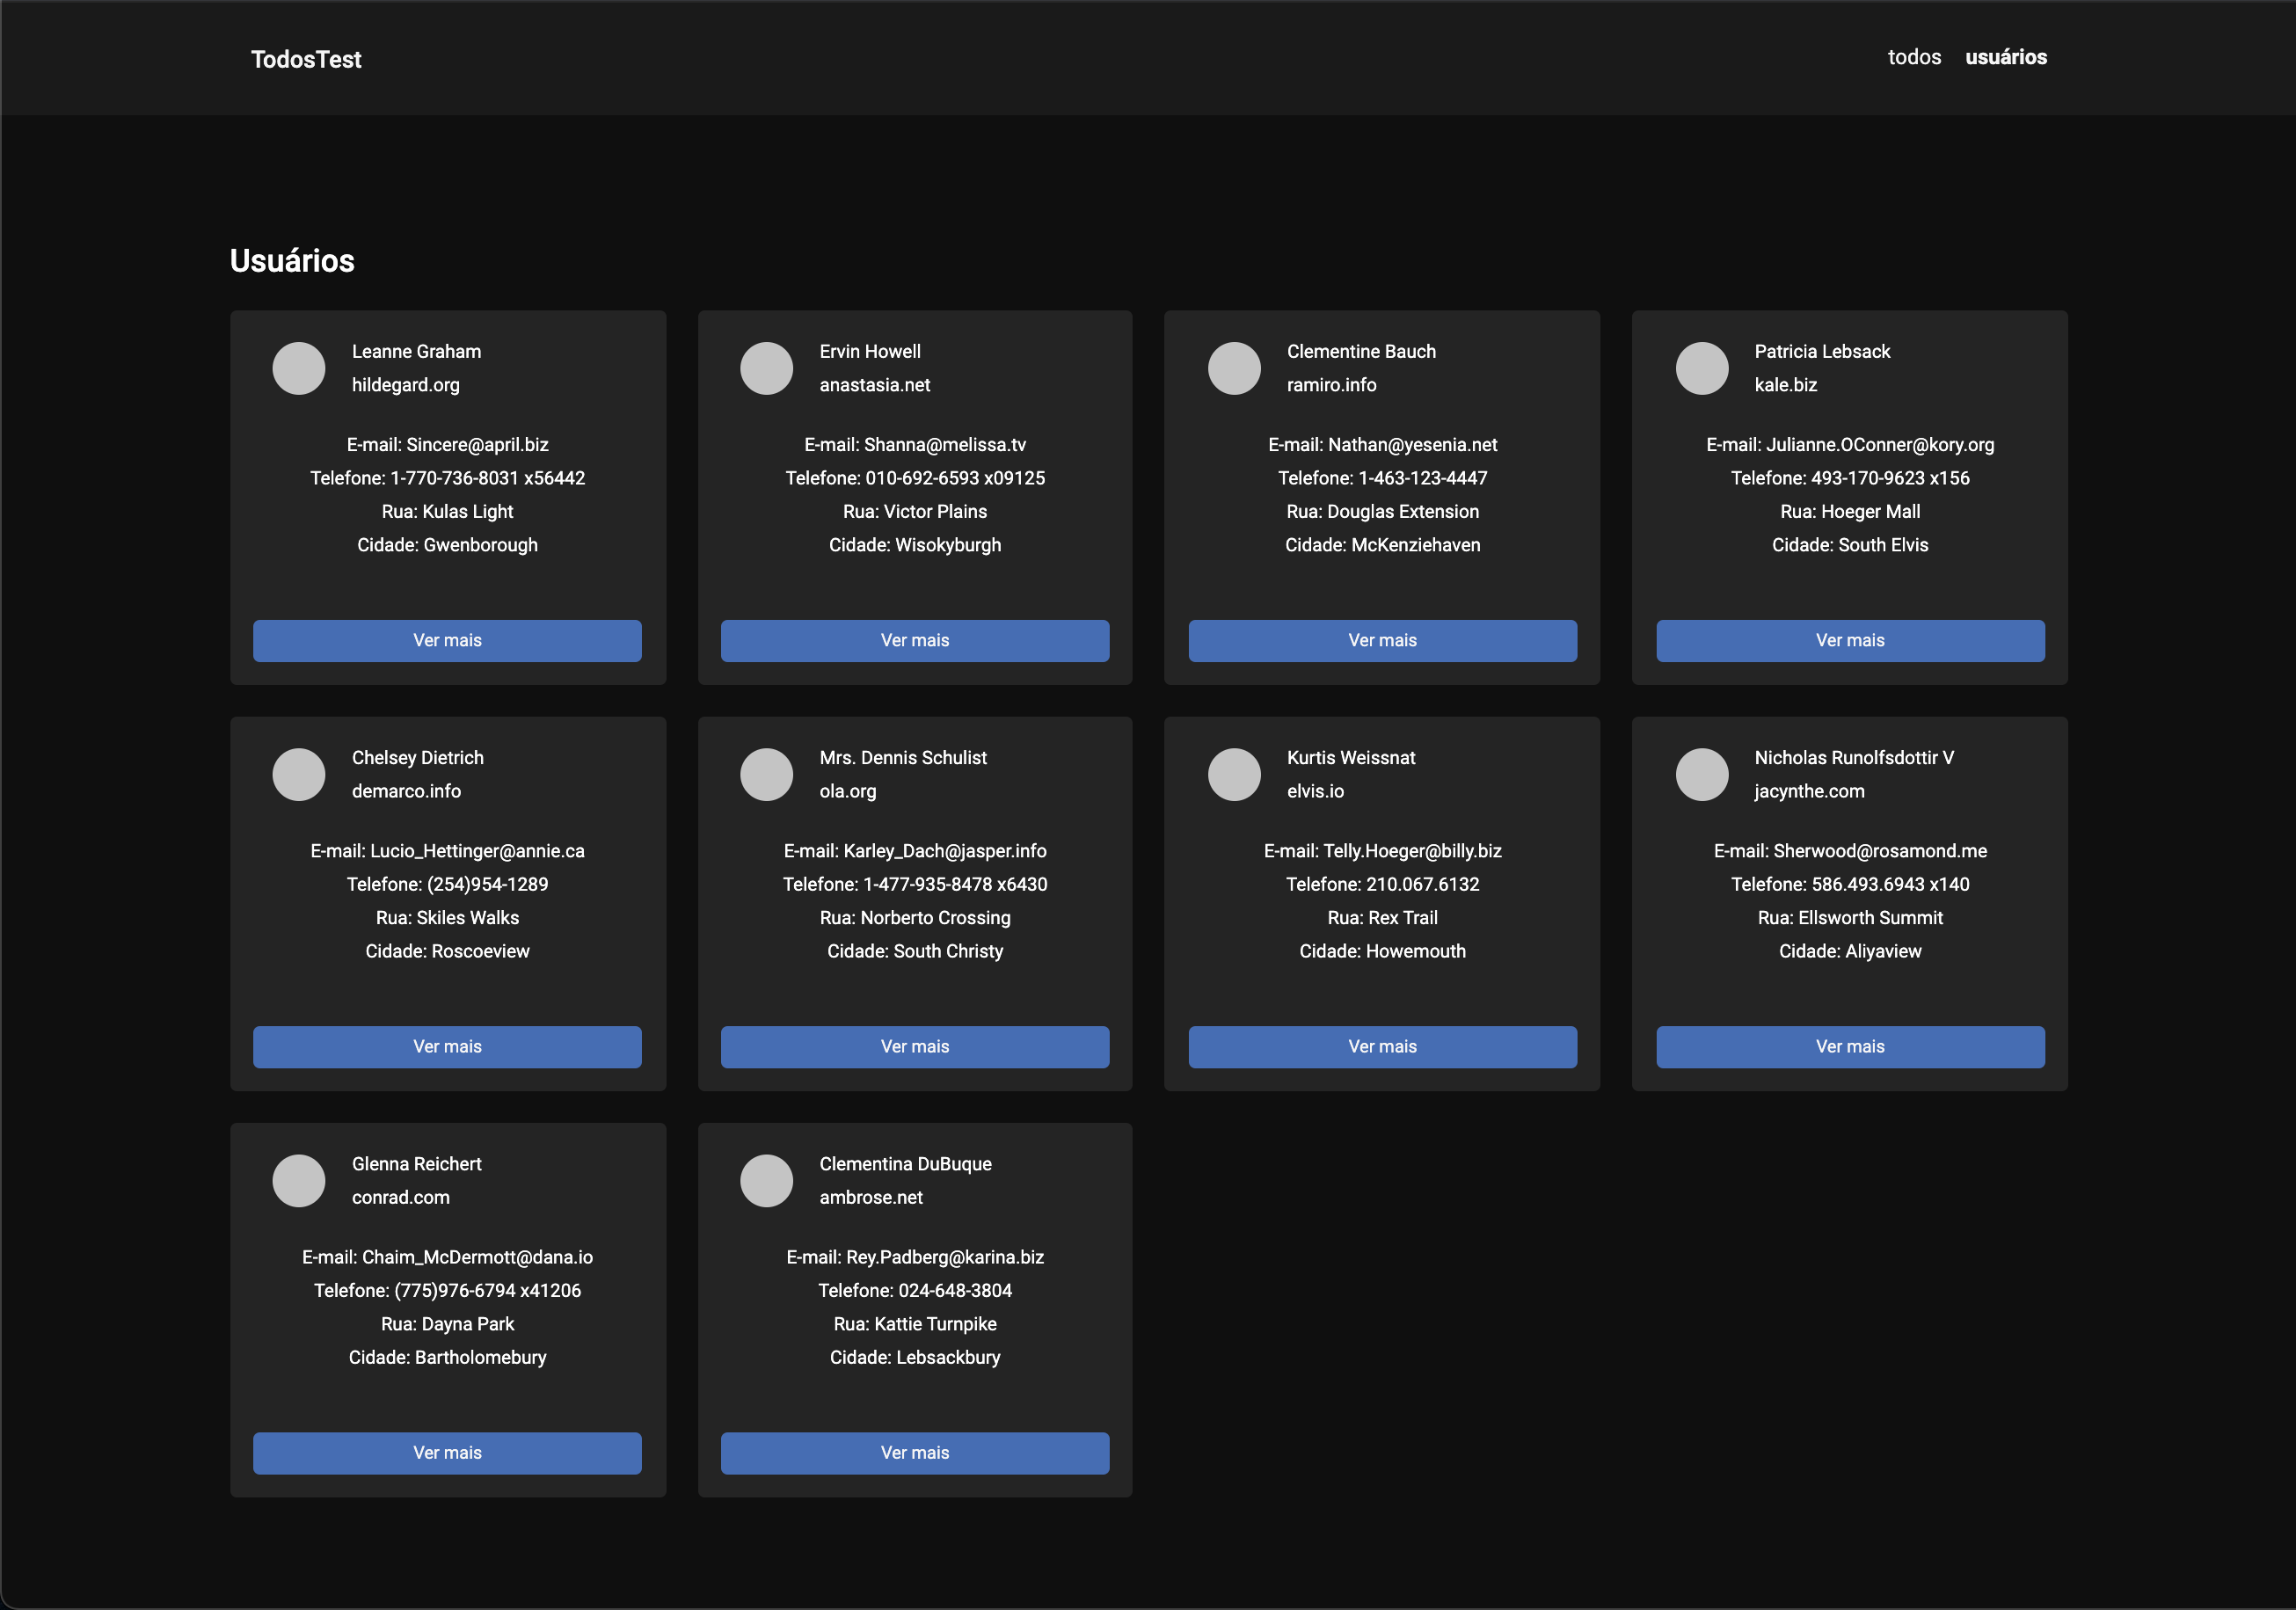 TodosTest
todos usuários
Usuários
Leanne Graham
hildegard.org
E-mail: Sincere@april.biz
Telefone: 1-770-736-8031 x56442
Rua: Kulas Light
Cidade: Gwenborough
Ver mais
Ervin Howell
anastasia.net
E-mail: Shanna@melissa.tv
Telefone: 010-692-6593 x09125
Rua: Victor Plains
Cidade: Wisokyburgh
Ver mais
Clementine Bauch
ramiro.info
E-mail: Nathan@yesenia.net
Telefone: 1-463-123-4447
Rua: Douglas Extension
Cidade: McKenziehaven
Ver mais
Patricia Lebsack
kale.biz
E-mail: Julianne.OConner@kory.org
Telefone: 493-170-9623 x156
Rua: Hoeger Mall
Cidade: South Elvis
Ver mais
Chelsey Dietrich
demarco.info
E-mail: Lucio_Hettinger@annie.ca
Telefone: (254)954-1289
Rua: Skiles Walks
Cidade: Roscoeview
Ver mais
Mrs. Dennis Schulist
ola.org
E-mail: Karley_Dach@jasper.info
Telefone: 1-477-935-8478 x6430
Rua: Norberto Crossing
Cidade: South Christy
Ver mais
Kurtis Weissnat
elvis.io
E-mail: Telly.Hoeger@billy.biz
Telefone: 210.067.6132
Rua: Rex Trail
Cidade: Howemouth
Ver mais
Nicholas Runolfsdottir V
jacynthe.com
E-mail: Sherwood@rosamond.me
Telefone: 586.493.6943 x140
Rua: Ellsworth Summit
Cidade: Aliyaview
Ver mais
Glenna Reichert
conrad.com
E-mail: Chaim_McDermott@dana.io
Telefone: (775)976-6794 x41206
Rua: Dayna Park
Cidade: Bartholomebury
Ver mais
Clementina DuBuque
ambrose.net
E-mail: Rey.Padberg@karina.biz
Telefone: 024-648-3804
Rua: Kattie Turnpike
Cidade: Lebsackbury
Ver mais